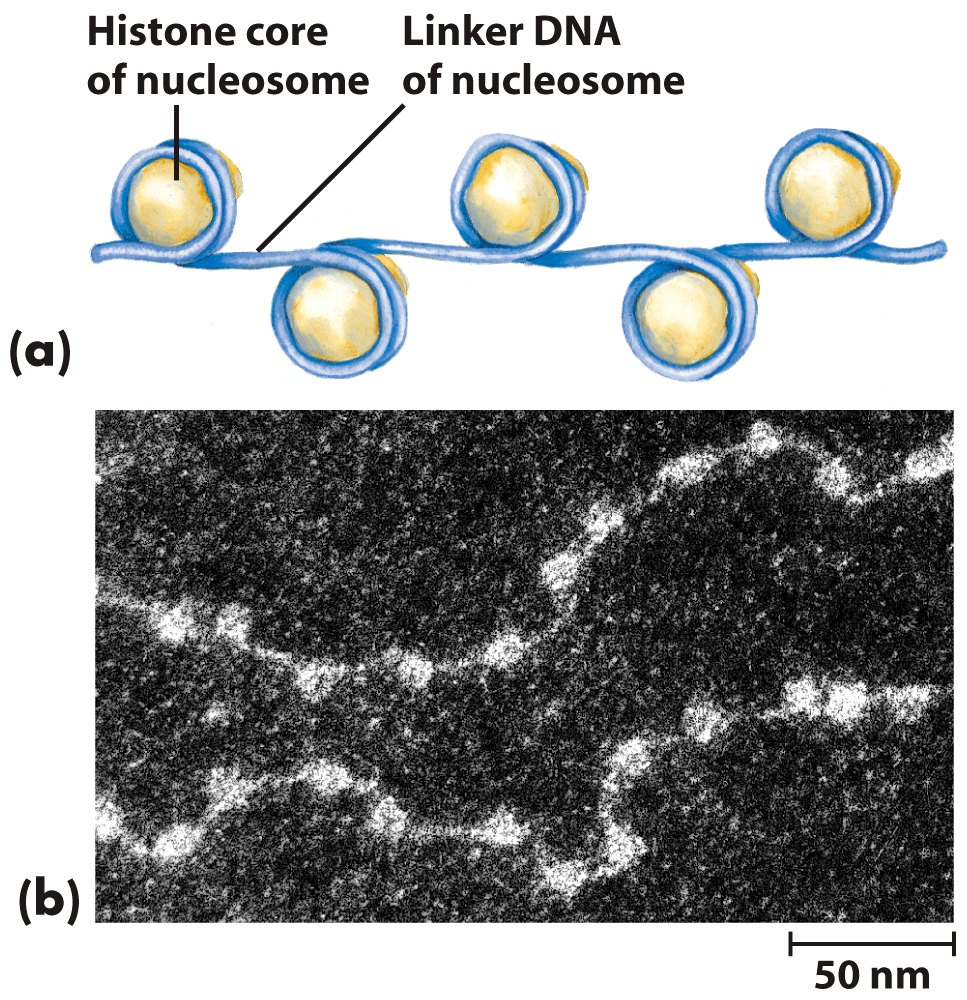 Histone core
of nucleosome
Linker DNA
of nucleosome
(a)
(b)
50 nm